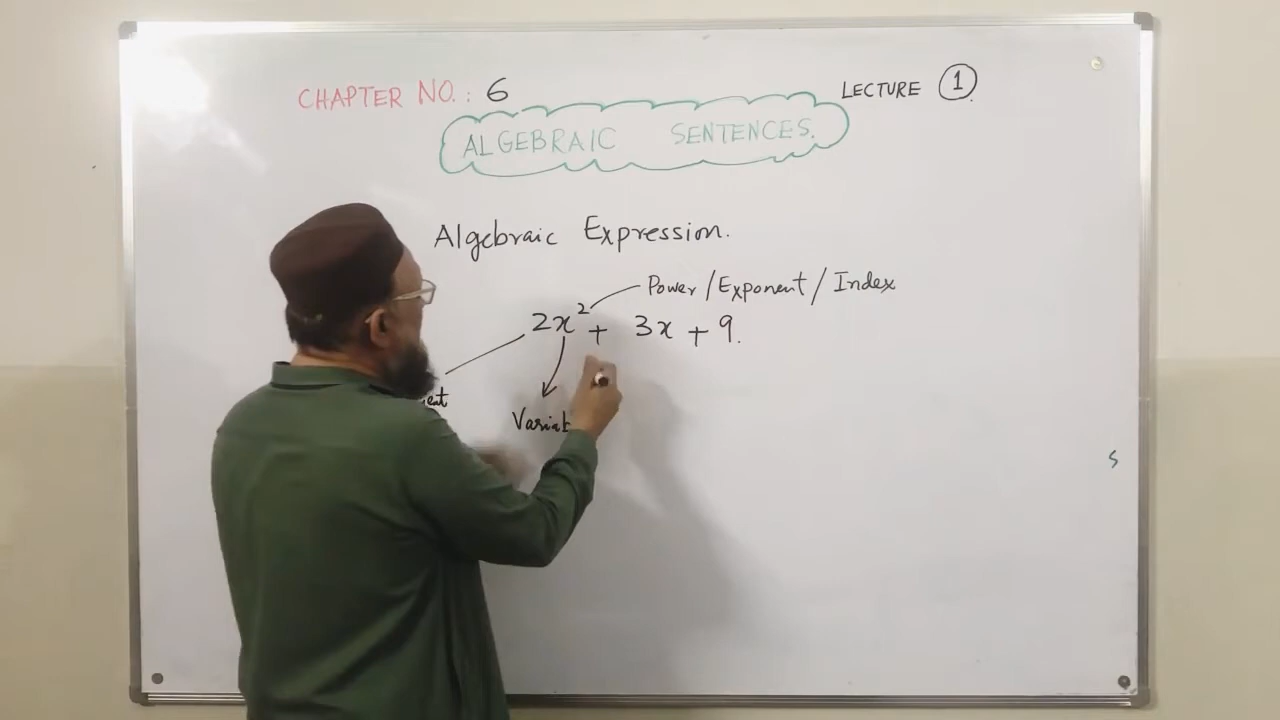 CHAPTER NO.: 6
LECTURE 1
ALGEBRAIC SENTENCES.
Algebraic Expression.
Power/Exponent/Index
2x² + 3x + 9.